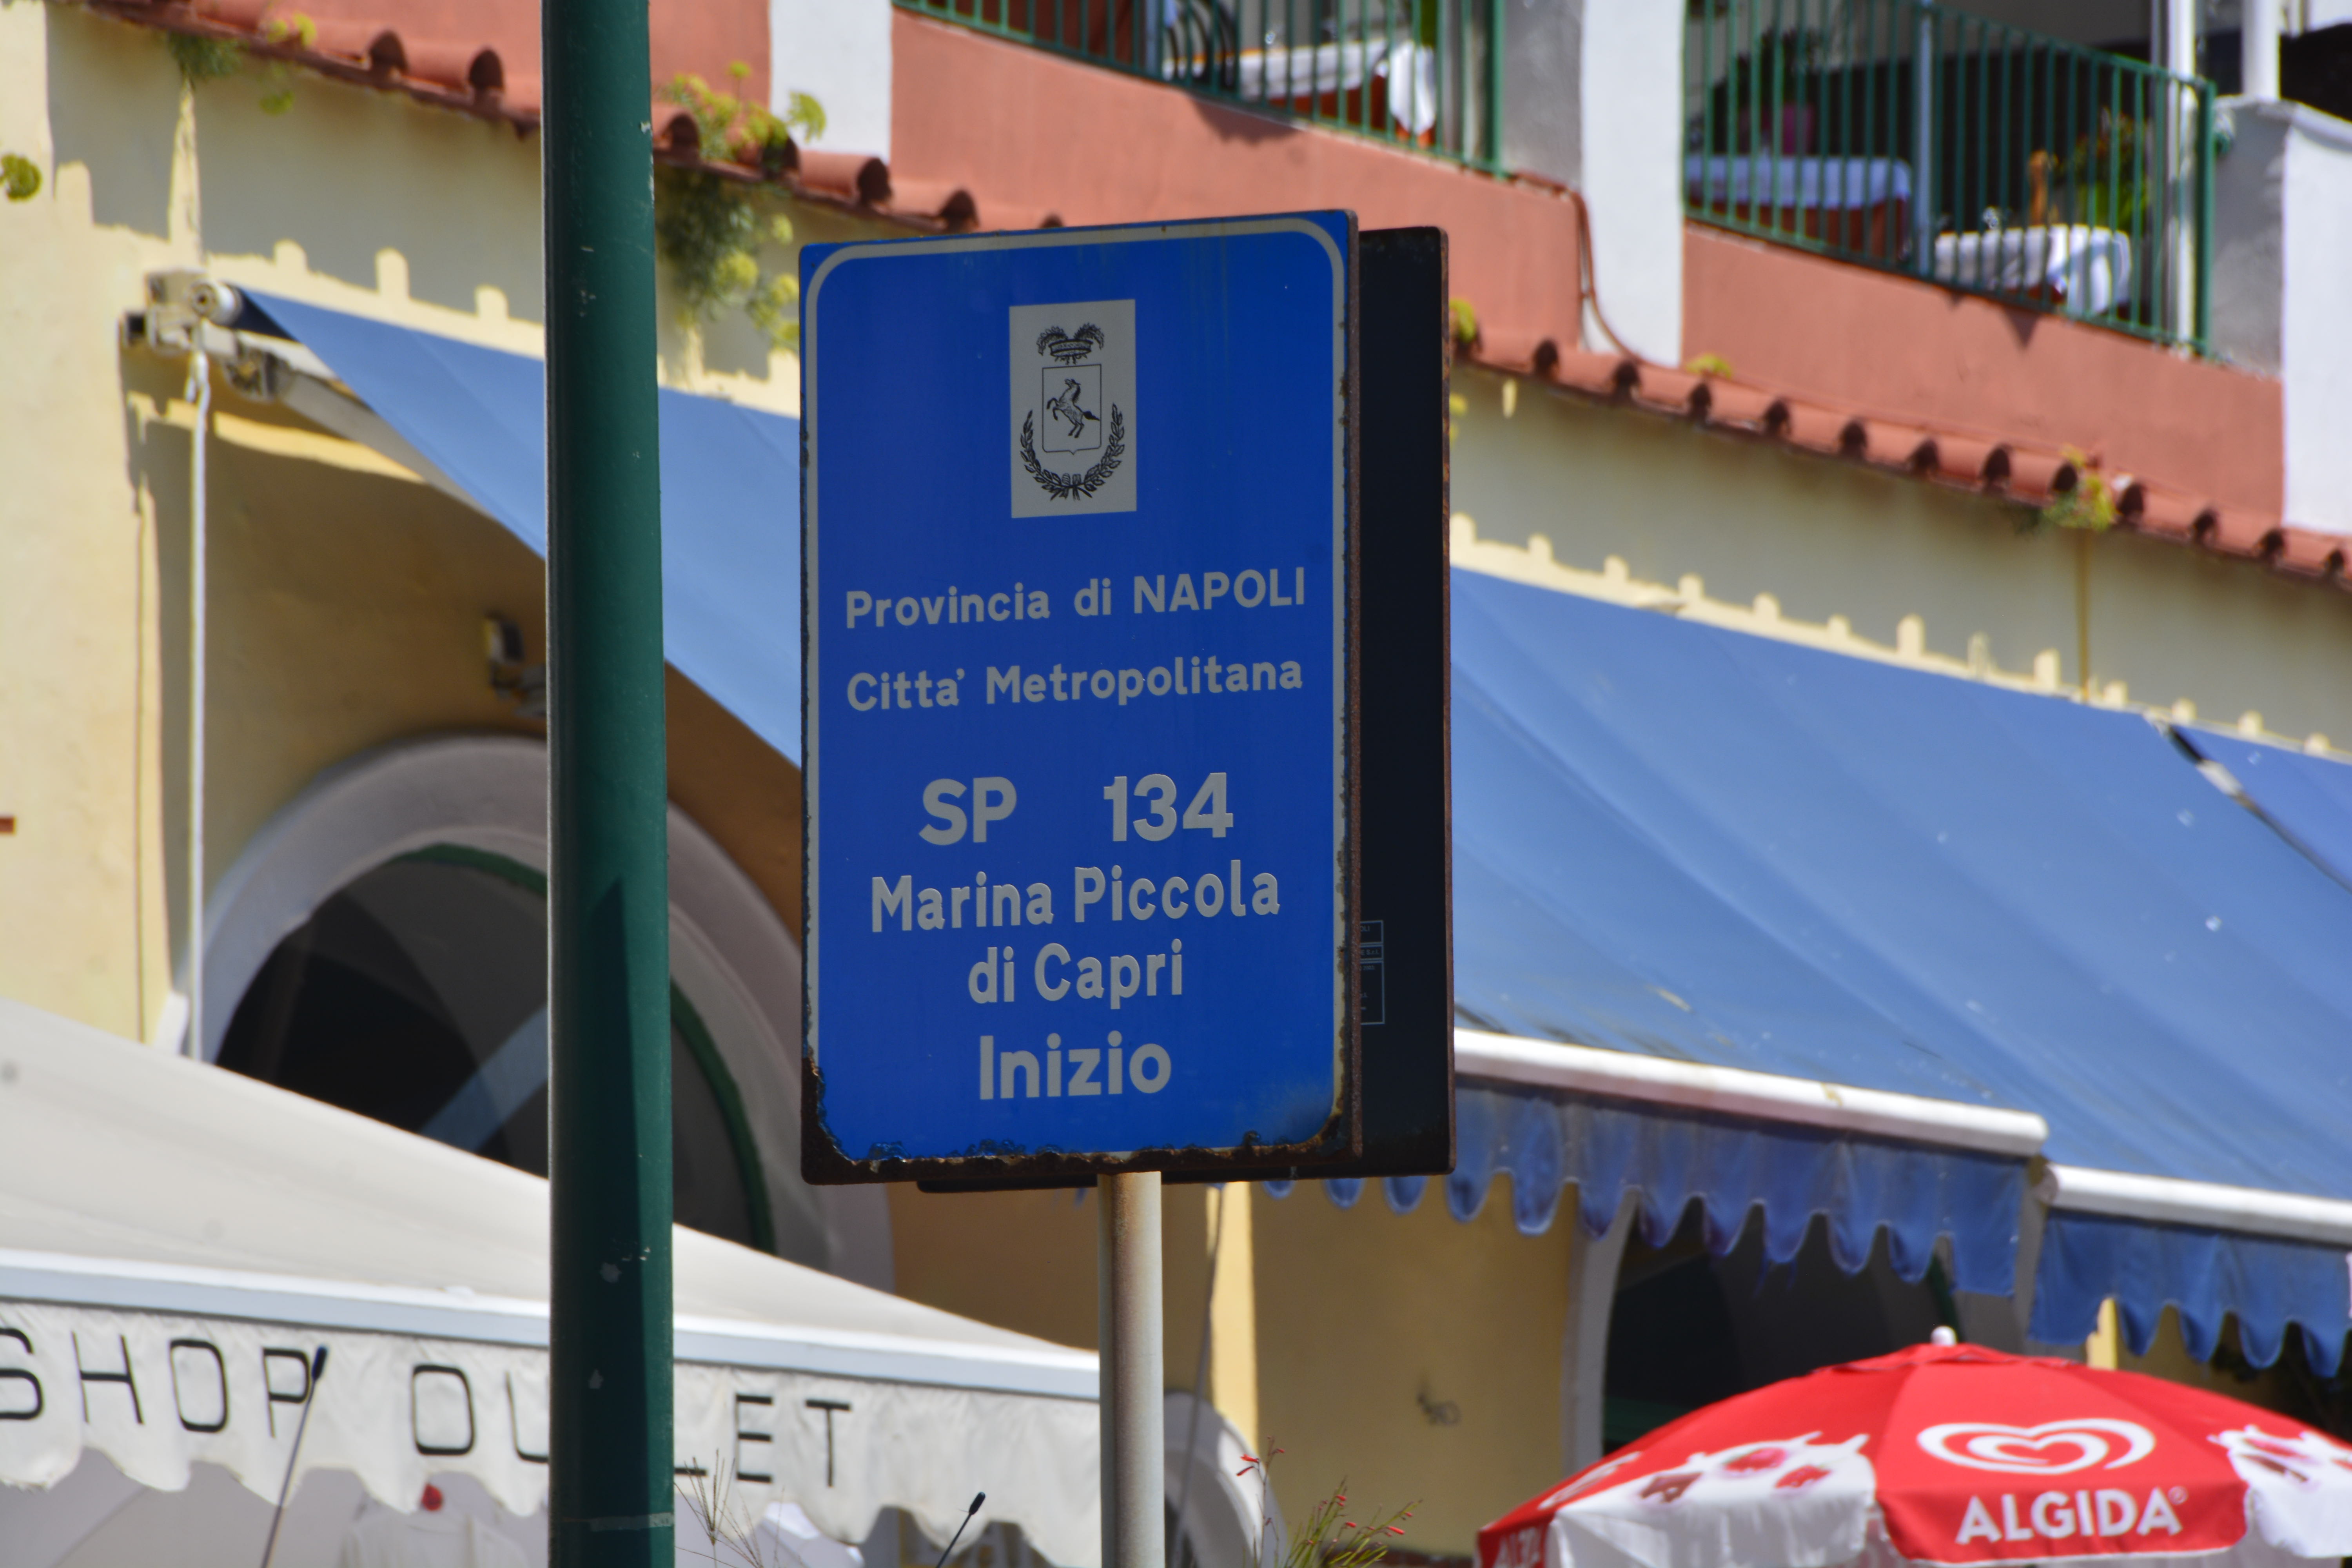 Provincia di NAPOLI
Citta' Metropolitana
SP 134
Marina Piccola
di Capri
Inizio
SHOP OUTLET
ALGIDA